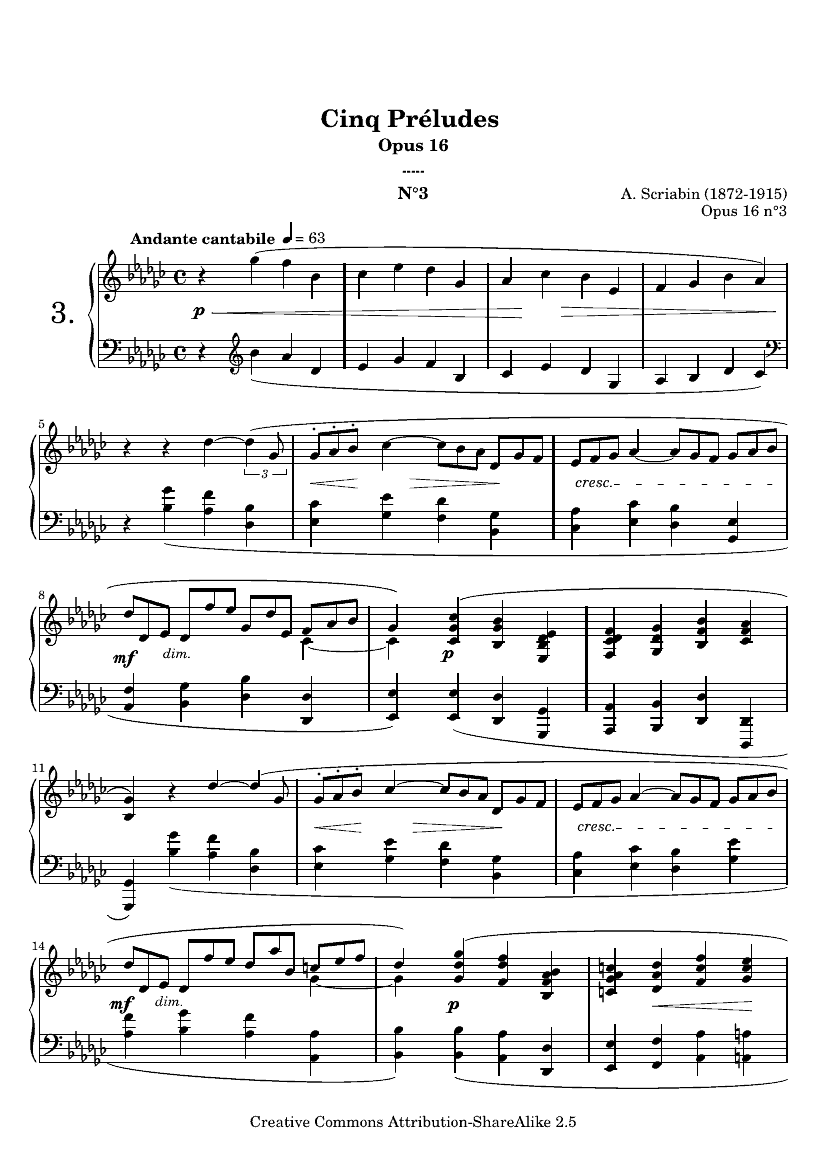 Cinq Préludes
Opus 16
-----
N°3
A. Scriabin (1872-1915)
Opus 16 n°3
Andante cantabile = 63
3.
p
5
3
cresc.
8
mf dim.
p
11
cresc.
14
mf dim.
p
Creative Commons Attribution-ShareAlike 2.5